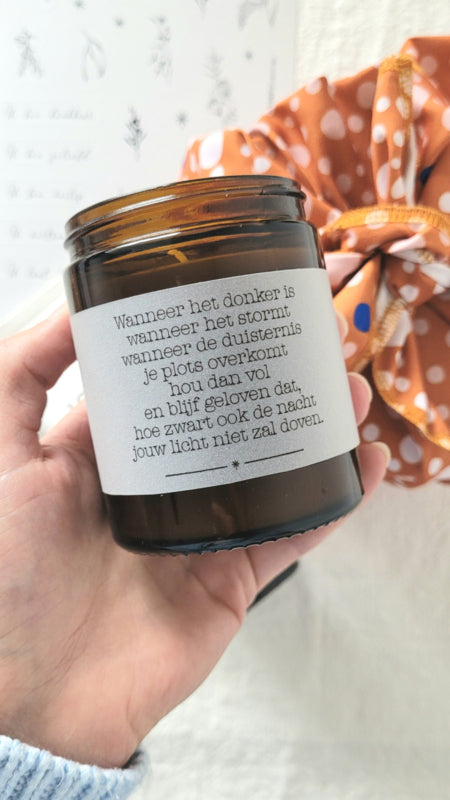 Wanneer het donker is
wanneer het stormt
wanneer de duisternis
je plots overkomt
hou dan vol
en blijf geloven dat,
hoe zwart ook de nacht
jouw licht niet zal doven.